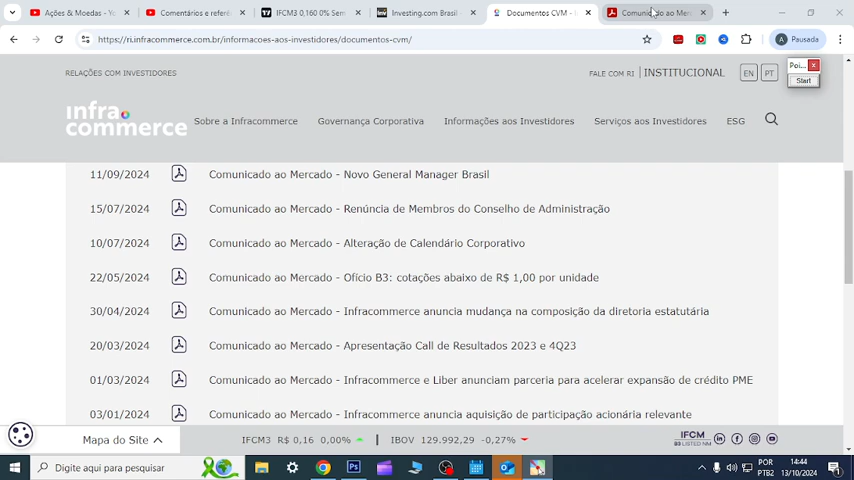 Ações & Moedas - Yo
Comentários e referê
IFCM3 0,160 0% Sem
Investing.com Brasil
Documentos CVM -
Comunicado ao Mer
https://ri.infracommerce.com.br/informacoes-aos-investidores/documentos-cvm/
A Pausada
RELAÇÕES COM INVESTIDORES
FALE COM RI | INSTITUCIONAL
EN PT
Poi... x
Start
infra
commerce
Sobre a Infracommerce
Governança Corporativa
Informações aos Investidores
Serviços aos Investidores
ESG
11/09/2024 Comunicado ao Mercado - Novo General Manager Brasil
15/07/2024 Comunicado ao Mercado - Renúncia de Membros do Conselho de Administração
10/07/2024 Comunicado ao Mercado - Alteração de Calendário Corporativo
22/05/2024 Comunicado ao Mercado - Ofício B3: cotações abaixo de R$ 1,00 por unidade
30/04/2024 Comunicado ao Mercado - Infracommerce anuncia mudança na composição da diretoria estatutária
20/03/2024 Comunicado ao Mercado - Apresentação Call de Resultados 2023 e 4Q23
01/03/2024 Comunicado ao Mercado - Infracommerce e Liber anunciam parceria para acelerar expansão de crédito PME
03/01/2024 Comunicado ao Mercado - Infracommerce anuncia aquisição de participação acionária relevante
Mapa do Site
IFCM3 R$ 0,16 0,00% | IBOV 129.992,29 -0,27%
IFCM
B3 LISTED NM
Digite aqui para pesquisar
Ps
POR
PTB2
14:44
13/10/2024